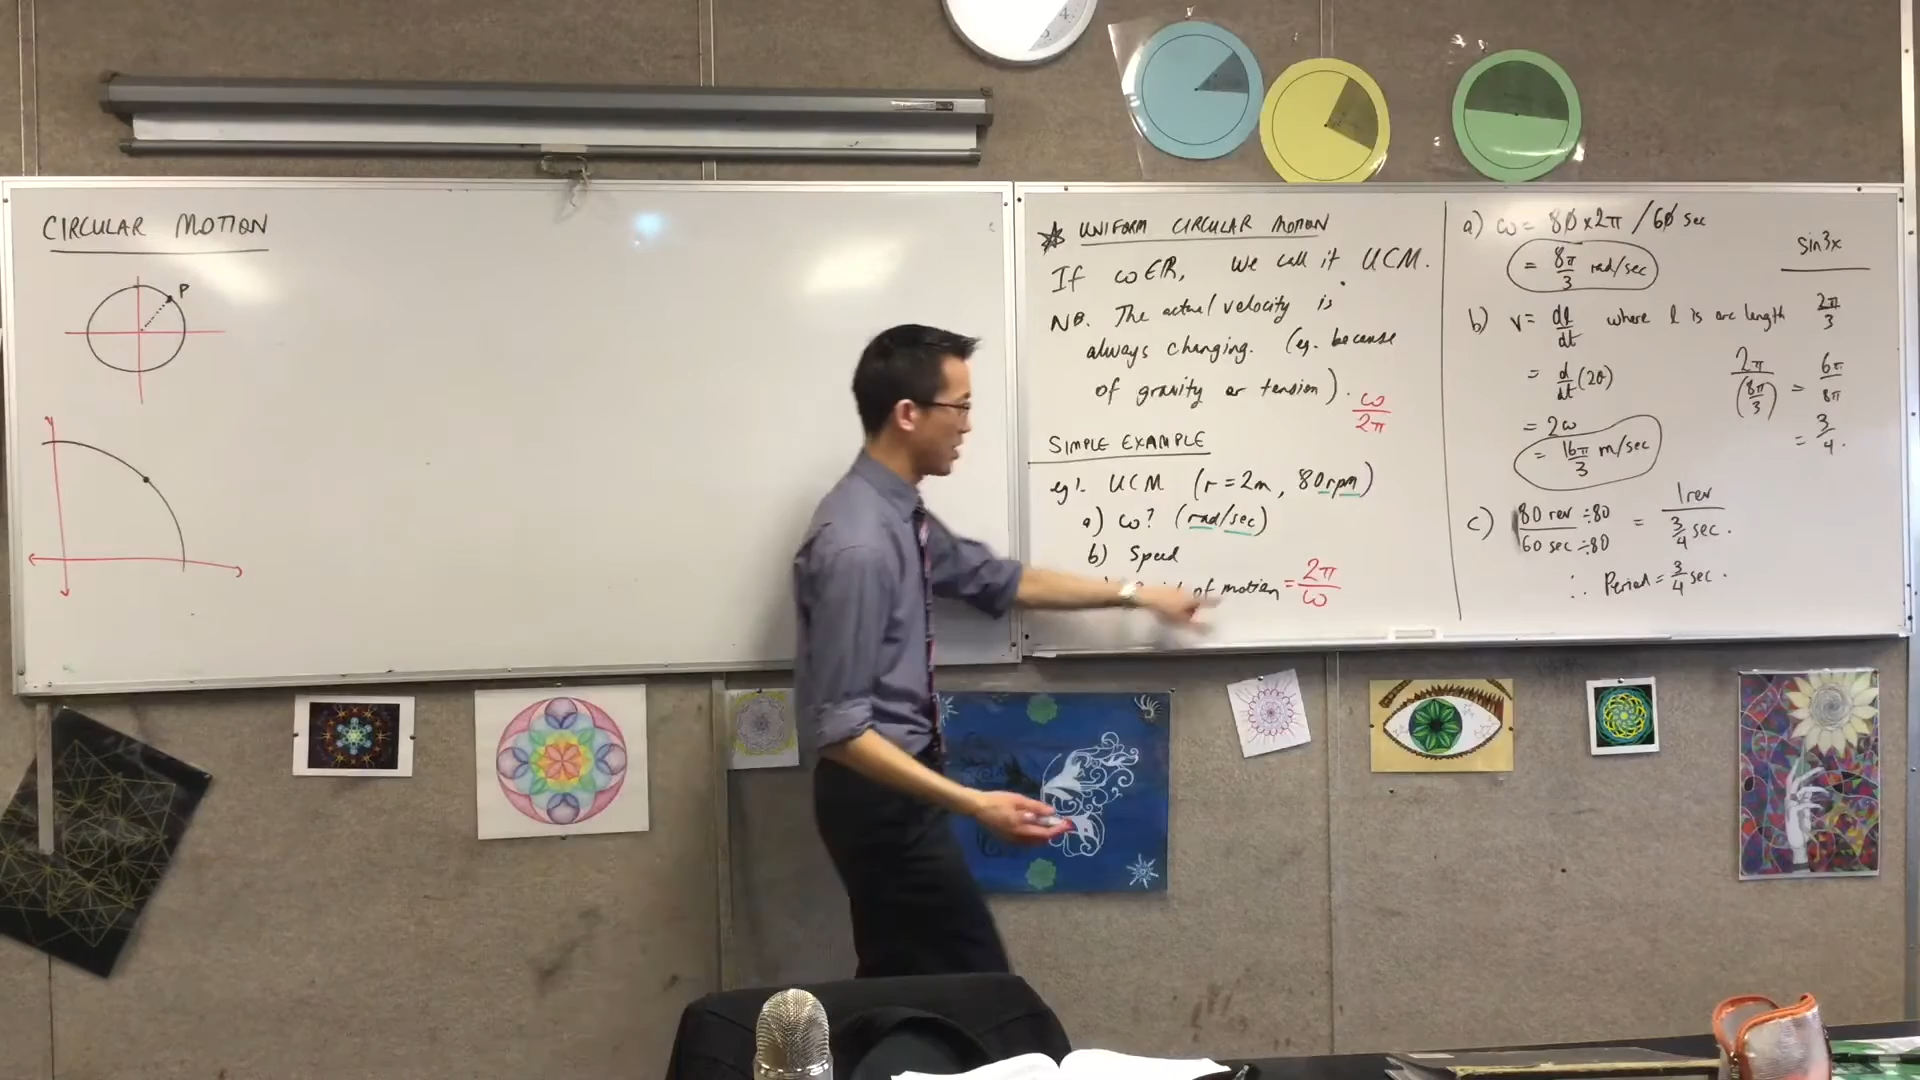 CIRCULAR MOTION
P
UNIFORM CIRCULAR MOTION
If ω∈ℝ, we call it UCM.
NB. The actual velocity is
always changing. (eg. because
of gravity or tension).
ω/2π
SIMPLE EXAMPLE
eg1. UCM (r=2m, 80rpm)
a) ω? (rad/sec)
b) Speed
of motion = 2π/ω
a) ω = 80×2π / 60 sec
= 8π/3 rad/sec
b) v = dl/dt where l is arc length
= d/dt (2θ)
= 2ω
= 16π/3 m/sec
c) 80 rev ÷80 / 60 sec ÷80 = 1 rev / 3/4 sec.
∴ Period = 3/4 sec.
sin3x
2π/3
2π/(8π/3) = 6π/8π
= 3/4.